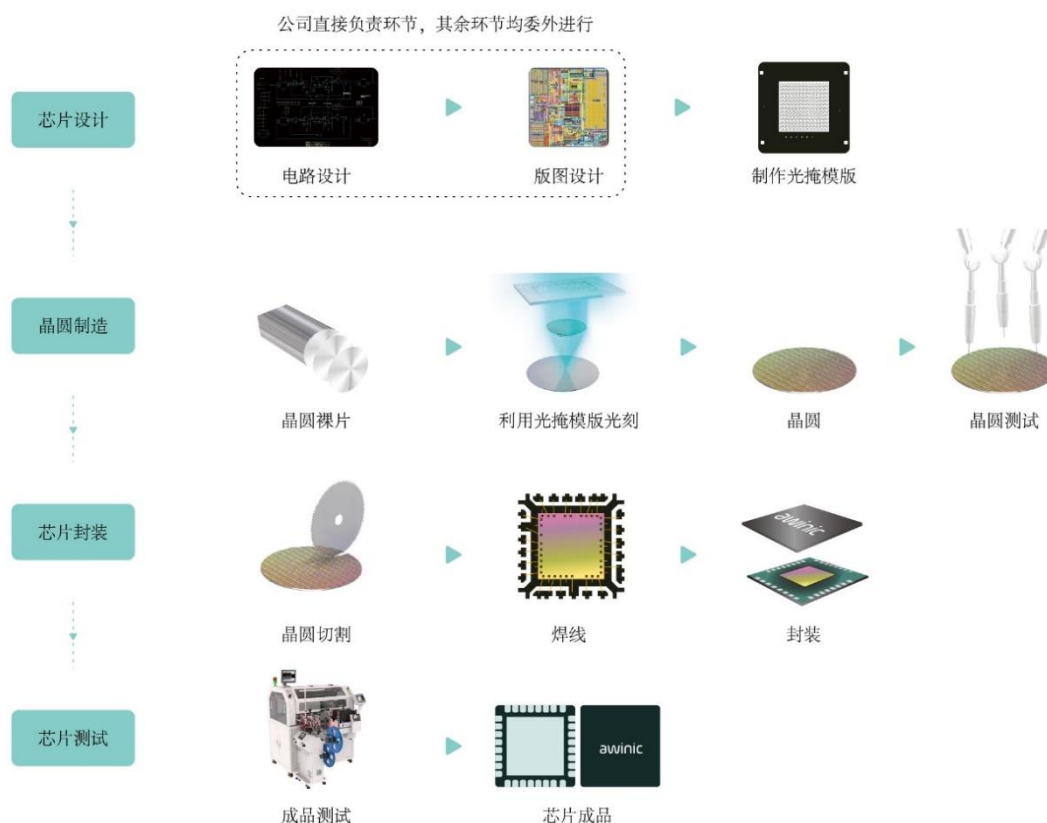 公司直接负责环节，其余环节均委外进行
芯片设计
电路设计
版图设计
制作光掩模版
晶圆制造
晶圆裸片
利用光掩模版光刻
晶圆
晶圆测试
芯片封装
awinic
晶圆切割
焊线
封装
芯片测试
awinic
成品测试
芯片成品